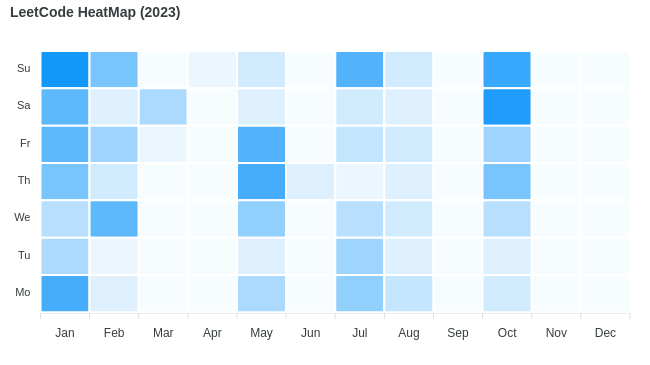 LeetCode HeatMap (2023)
Su
Sa
Fr
Th
We
Tu
Mo
Jan Feb Mar Apr May Jun Jul Aug Sep Oct Nov Dec